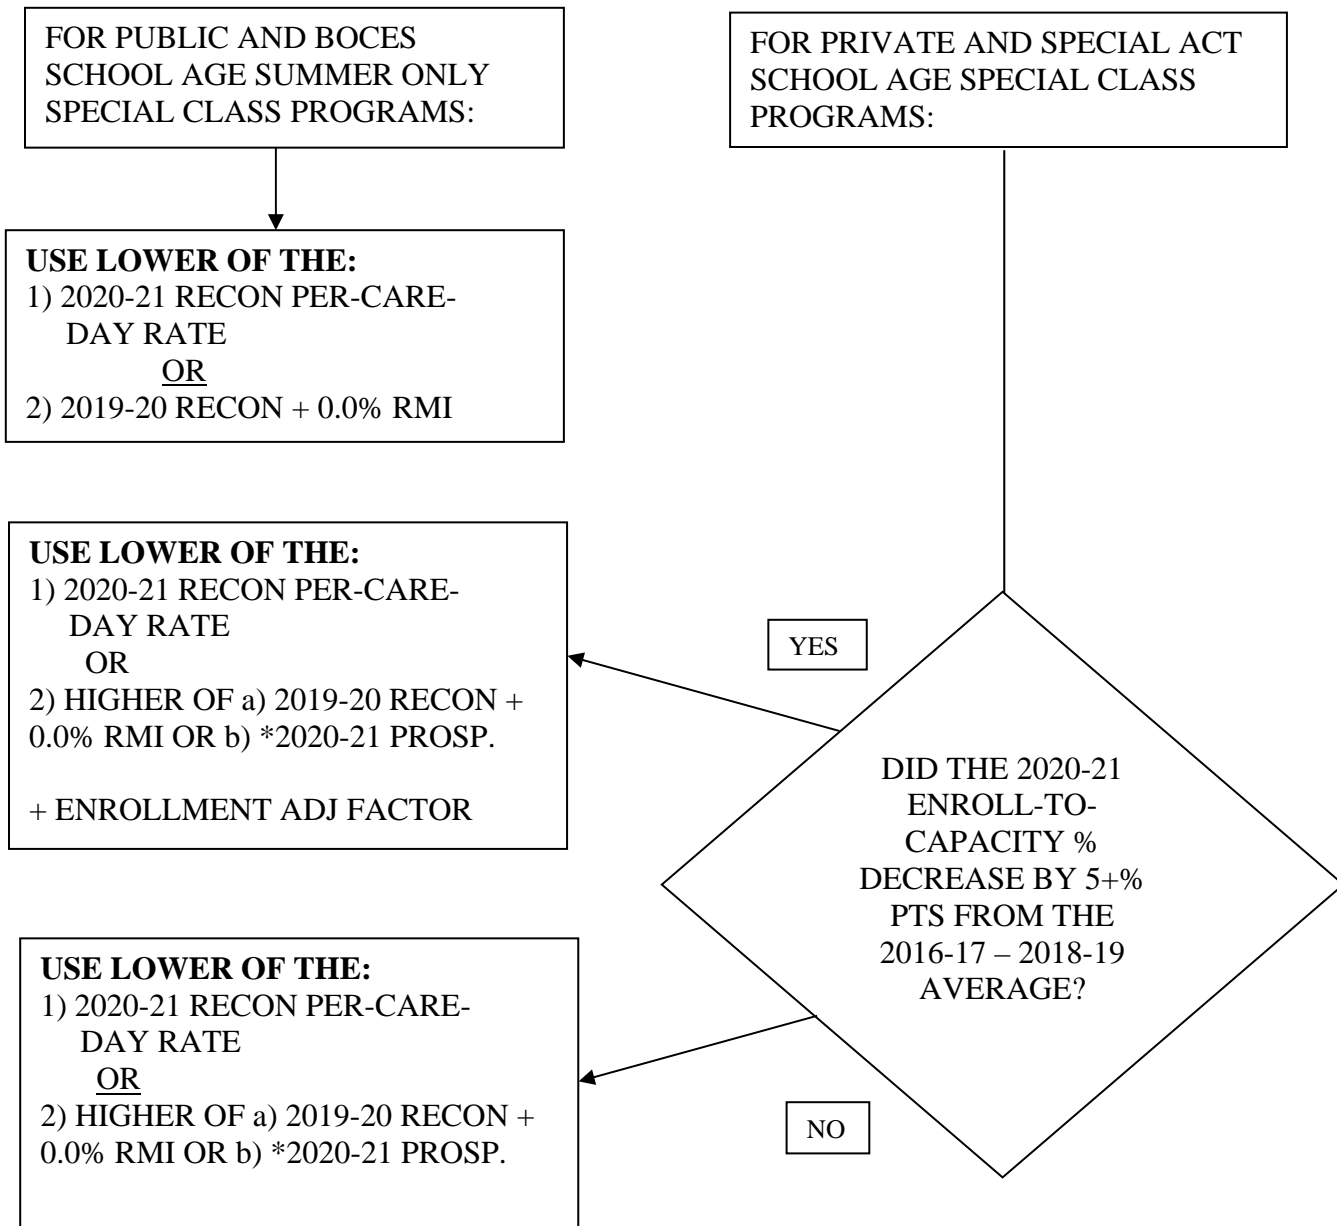 FOR PUBLIC AND BOCES
SCHOOL AGE SUMMER ONLY
SPECIAL CLASS PROGRAMS:
FOR PRIVATE AND SPECIAL ACT
SCHOOL AGE SPECIAL CLASS
PROGRAMS:
USE LOWER OF THE:
1) 2020-21 RECON PER-CARE-
DAY RATE
OR
2) 2019-20 RECON + 0.0% RMI
USE LOWER OF THE:
1) 2020-21 RECON PER-CARE-
DAY RATE
OR
2) HIGHER OF a) 2019-20 RECON +
0.0% RMI OR b) *2020-21 PROSP.
+ ENROLLMENT ADJ FACTOR
YES
DID THE 2020-21
ENROLL-TO-
CAPACITY %
DECREASE BY 5+%
PTS FROM THE
2016-17 – 2018-19
AVERAGE?
USE LOWER OF THE:
1) 2020-21 RECON PER-CARE-
DAY RATE
OR
2) HIGHER OF a) 2019-20 RECON +
0.0% RMI OR b) *2020-21 PROSP.
NO